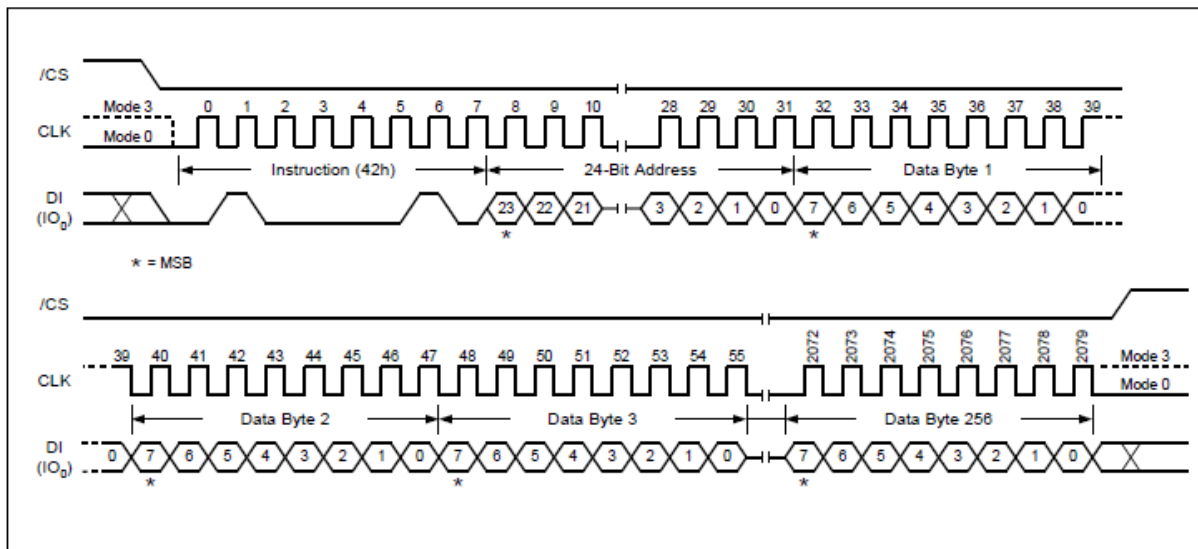 /CS
0 1 2 3 4 5 6 7 8 9 10 28 29 30 31 32 33 34 35 36 37 38 39
Mode 3
CLK
Mode 0
Instruction (42h) 24-Bit Address Data Byte 1
DI
(IO0)
23 22 21 3 2 1 0 7 6 5 4 3 2 1 0
* *
* = MSB
/CS
39 40 41 42 43 44 45 46 47 48 49 50 51 52 53 54 55 2072 2073 2074 2075 2076 2077 2078 2079
Mode 3
CLK
Mode 0
Data Byte 2 Data Byte 3 Data Byte 256
DI
(IO0)
0 7 6 5 4 3 2 1 0 7 6 5 4 3 2 1 0 7 6 5 4 3 2 1 0
* * *